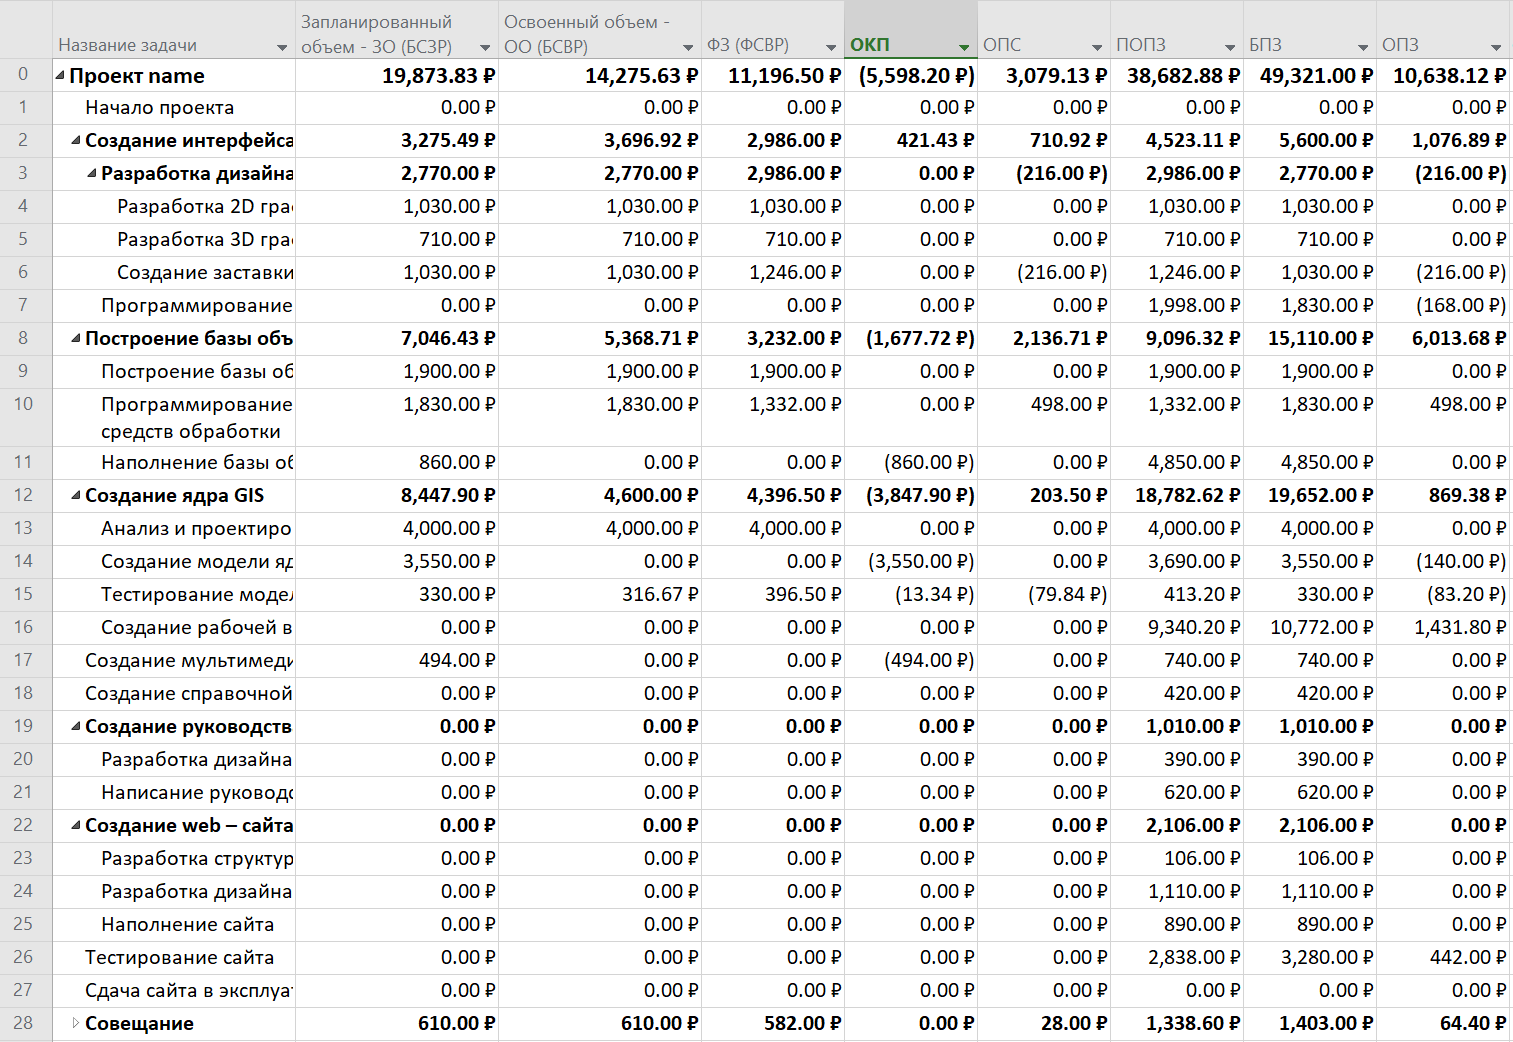 Название задачи Запланированный объем - ЗО (БСЗР) Освоенный объем - ОО (БСВР) ФЗ (ФСВР) ОКП ОПС ПОПЗ БПЗ ОПЗ
0 Проект name 19,873.83 ₽ 14,275.63 ₽ 11,196.50 ₽ (5,598.20 ₽) 3,079.13 ₽ 38,682.88 ₽ 49,321.00 ₽ 10,638.12 ₽
1 Начало проекта 0.00 ₽ 0.00 ₽ 0.00 ₽ 0.00 ₽ 0.00 ₽ 0.00 ₽ 0.00 ₽ 0.00 ₽
2 Создание интерфейса 3,275.49 ₽ 3,696.92 ₽ 2,986.00 ₽ 421.43 ₽ 710.92 ₽ 4,523.11 ₽ 5,600.00 ₽ 1,076.89 ₽
3 Разработка дизайна 2,770.00 ₽ 2,770.00 ₽ 2,986.00 ₽ 0.00 ₽ (216.00 ₽) 2,986.00 ₽ 2,770.00 ₽ (216.00 ₽)
4 Разработка 2D гра 1,030.00 ₽ 1,030.00 ₽ 1,030.00 ₽ 0.00 ₽ 0.00 ₽ 1,030.00 ₽ 1,030.00 ₽ 0.00 ₽
5 Разработка 3D гра 710.00 ₽ 710.00 ₽ 710.00 ₽ 0.00 ₽ 0.00 ₽ 710.00 ₽ 710.00 ₽ 0.00 ₽
6 Создание заставки 1,030.00 ₽ 1,030.00 ₽ 1,246.00 ₽ 0.00 ₽ (216.00 ₽) 1,246.00 ₽ 1,030.00 ₽ (216.00 ₽)
7 Программирование 0.00 ₽ 0.00 ₽ 0.00 ₽ 0.00 ₽ 0.00 ₽ 1,998.00 ₽ 1,830.00 ₽ (168.00 ₽)
8 Построение базы объ 7,046.43 ₽ 5,368.71 ₽ 3,232.00 ₽ (1,677.72 ₽) 2,136.71 ₽ 9,096.32 ₽ 15,110.00 ₽ 6,013.68 ₽
9 Построение базы об 1,900.00 ₽ 1,900.00 ₽ 1,900.00 ₽ 0.00 ₽ 0.00 ₽ 1,900.00 ₽ 1,900.00 ₽ 0.00 ₽
10 Программирование 1,830.00 ₽ 1,830.00 ₽ 1,332.00 ₽ 0.00 ₽ 498.00 ₽ 1,332.00 ₽ 1,830.00 ₽ 498.00 ₽
средств обработки
11 Наполнение базы об 860.00 ₽ 0.00 ₽ 0.00 ₽ (860.00 ₽) 0.00 ₽ 4,850.00 ₽ 4,850.00 ₽ 0.00 ₽
12 Создание ядра GIS 8,447.90 ₽ 4,600.00 ₽ 4,396.50 ₽ (3,847.90 ₽) 203.50 ₽ 18,782.62 ₽ 19,652.00 ₽ 869.38 ₽
13 Анализ и проектиро 4,000.00 ₽ 4,000.00 ₽ 4,000.00 ₽ 0.00 ₽ 0.00 ₽ 4,000.00 ₽ 4,000.00 ₽ 0.00 ₽
14 Создание модели яд 3,550.00 ₽ 0.00 ₽ 0.00 ₽ (3,550.00 ₽) 0.00 ₽ 3,690.00 ₽ 3,550.00 ₽ (140.00 ₽)
15 Тестирование модел 330.00 ₽ 316.67 ₽ 396.50 ₽ (13.34 ₽) (79.84 ₽) 413.20 ₽ 330.00 ₽ (83.20 ₽)
16 Создание рабочей в 0.00 ₽ 0.00 ₽ 0.00 ₽ 0.00 ₽ 0.00 ₽ 9,340.20 ₽ 10,772.00 ₽ 1,431.80 ₽
17 Создание мультимеди 494.00 ₽ 0.00 ₽ 0.00 ₽ (494.00 ₽) 0.00 ₽ 740.00 ₽ 740.00 ₽ 0.00 ₽
18 Создание справочной 0.00 ₽ 0.00 ₽ 0.00 ₽ 0.00 ₽ 0.00 ₽ 420.00 ₽ 420.00 ₽ 0.00 ₽
19 Создание руководств 0.00 ₽ 0.00 ₽ 0.00 ₽ 0.00 ₽ 0.00 ₽ 1,010.00 ₽ 1,010.00 ₽ 0.00 ₽
20 Разработка дизайна 0.00 ₽ 0.00 ₽ 0.00 ₽ 0.00 ₽ 0.00 ₽ 390.00 ₽ 390.00 ₽ 0.00 ₽
21 Написание руководс 0.00 ₽ 0.00 ₽ 0.00 ₽ 0.00 ₽ 0.00 ₽ 620.00 ₽ 620.00 ₽ 0.00 ₽
22 Создание web – сайта 0.00 ₽ 0.00 ₽ 0.00 ₽ 0.00 ₽ 0.00 ₽ 2,106.00 ₽ 2,106.00 ₽ 0.00 ₽
23 Разработка структур 0.00 ₽ 0.00 ₽ 0.00 ₽ 0.00 ₽ 0.00 ₽ 106.00 ₽ 106.00 ₽ 0.00 ₽
24 Разработка дизайна 0.00 ₽ 0.00 ₽ 0.00 ₽ 0.00 ₽ 0.00 ₽ 1,110.00 ₽ 1,110.00 ₽ 0.00 ₽
25 Наполнение сайта 0.00 ₽ 0.00 ₽ 0.00 ₽ 0.00 ₽ 0.00 ₽ 890.00 ₽ 890.00 ₽ 0.00 ₽
26 Тестирование сайта 0.00 ₽ 0.00 ₽ 0.00 ₽ 0.00 ₽ 0.00 ₽ 2,838.00 ₽ 3,280.00 ₽ 442.00 ₽
27 Сдача сайта в эксплуат 0.00 ₽ 0.00 ₽ 0.00 ₽ 0.00 ₽ 0.00 ₽ 0.00 ₽ 0.00 ₽ 0.00 ₽
28 Совещание 610.00 ₽ 610.00 ₽ 582.00 ₽ 0.00 ₽ 28.00 ₽ 1,338.60 ₽ 1,403.00 ₽ 64.40 ₽